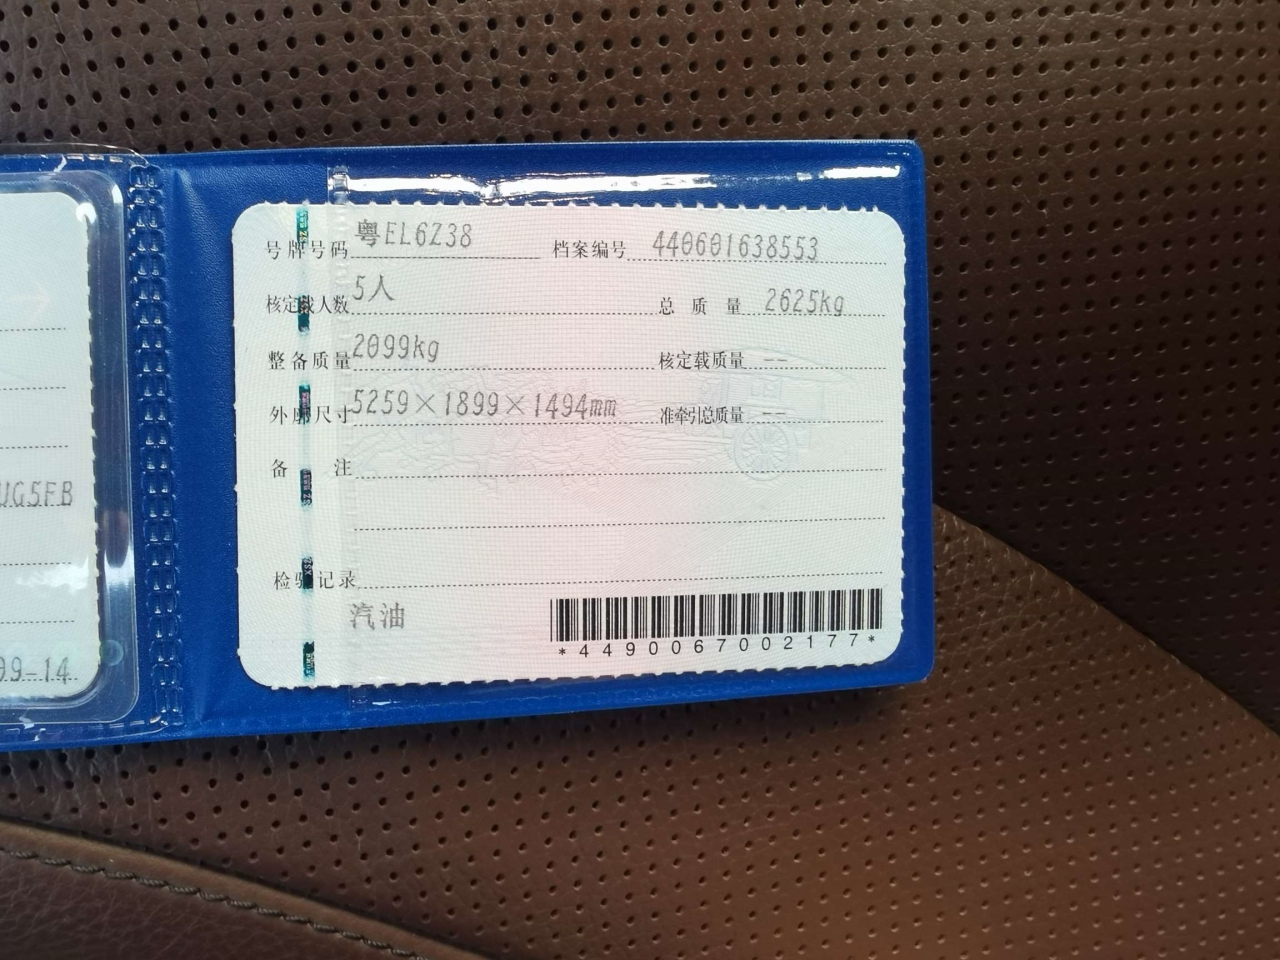 号牌号码 粤EL6Z38 档案编号 440601638553
核定载人数 5人 总质量 2625kg
整备质量 2099kg 核定载质量 --
外廓尺寸 5259×1899×1494mm 准牵引总质量 --
备注
检验记录
汽油
*4490067002177*
UG5FB
09-14